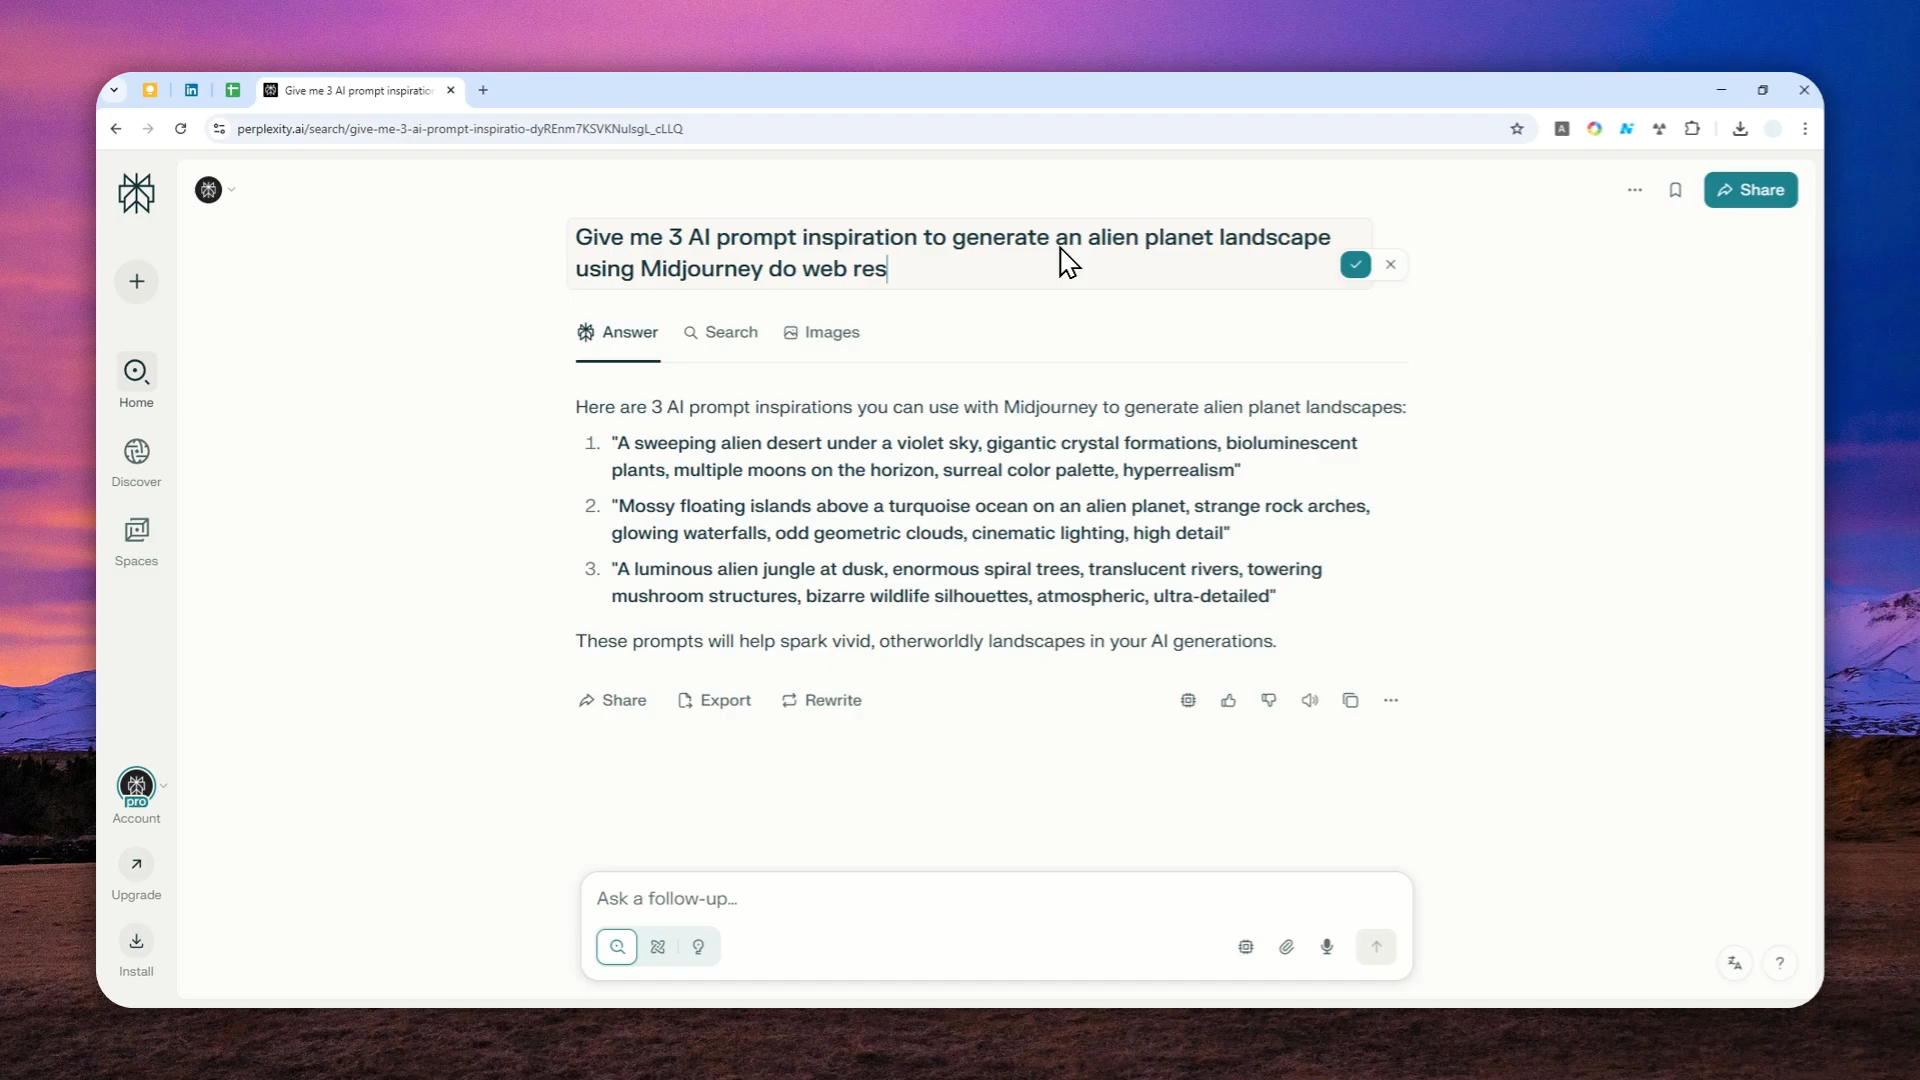 Give me 3 AI prompt inspiratior
perplexity.ai/search/give-me-3-ai-prompt-inspiratio-dyREnm7KSVKNulsgL_cLLQ
Share
Give me 3 AI prompt inspiration to generate an alien planet landscape
using Midjourney do web res
Answer
Search
Images
Here are 3 AI prompt inspirations you can use with Midjourney to generate alien planet landscapes:
1. "A sweeping alien desert under a violet sky, gigantic crystal formations, bioluminescent
plants, multiple moons on the horizon, surreal color palette, hyperrealism"
2. "Mossy floating islands above a turquoise ocean on an alien planet, strange rock arches,
glowing waterfalls, odd geometric clouds, cinematic lighting, high detail"
3. "A luminous alien jungle at dusk, enormous spiral trees, translucent rivers, towering
mushroom structures, bizarre wildlife silhouettes, atmospheric, ultra-detailed"
These prompts will help spark vivid, otherworldly landscapes in your AI generations.
Share
Export
Rewrite
Ask a follow-up...
Home
Discover
Spaces
pro
Account
Upgrade
Install